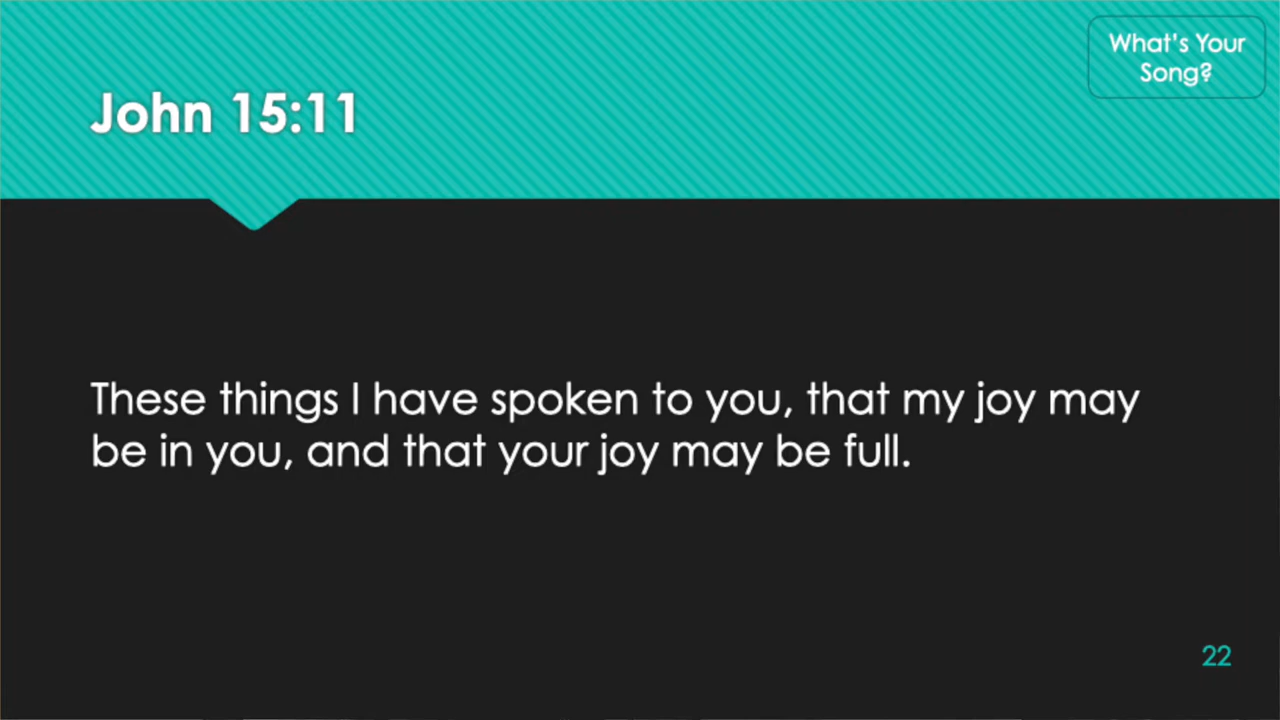 What's Your
Song?
John 15:11
These things I have spoken to you, that my joy may
be in you, and that your joy may be full.
22